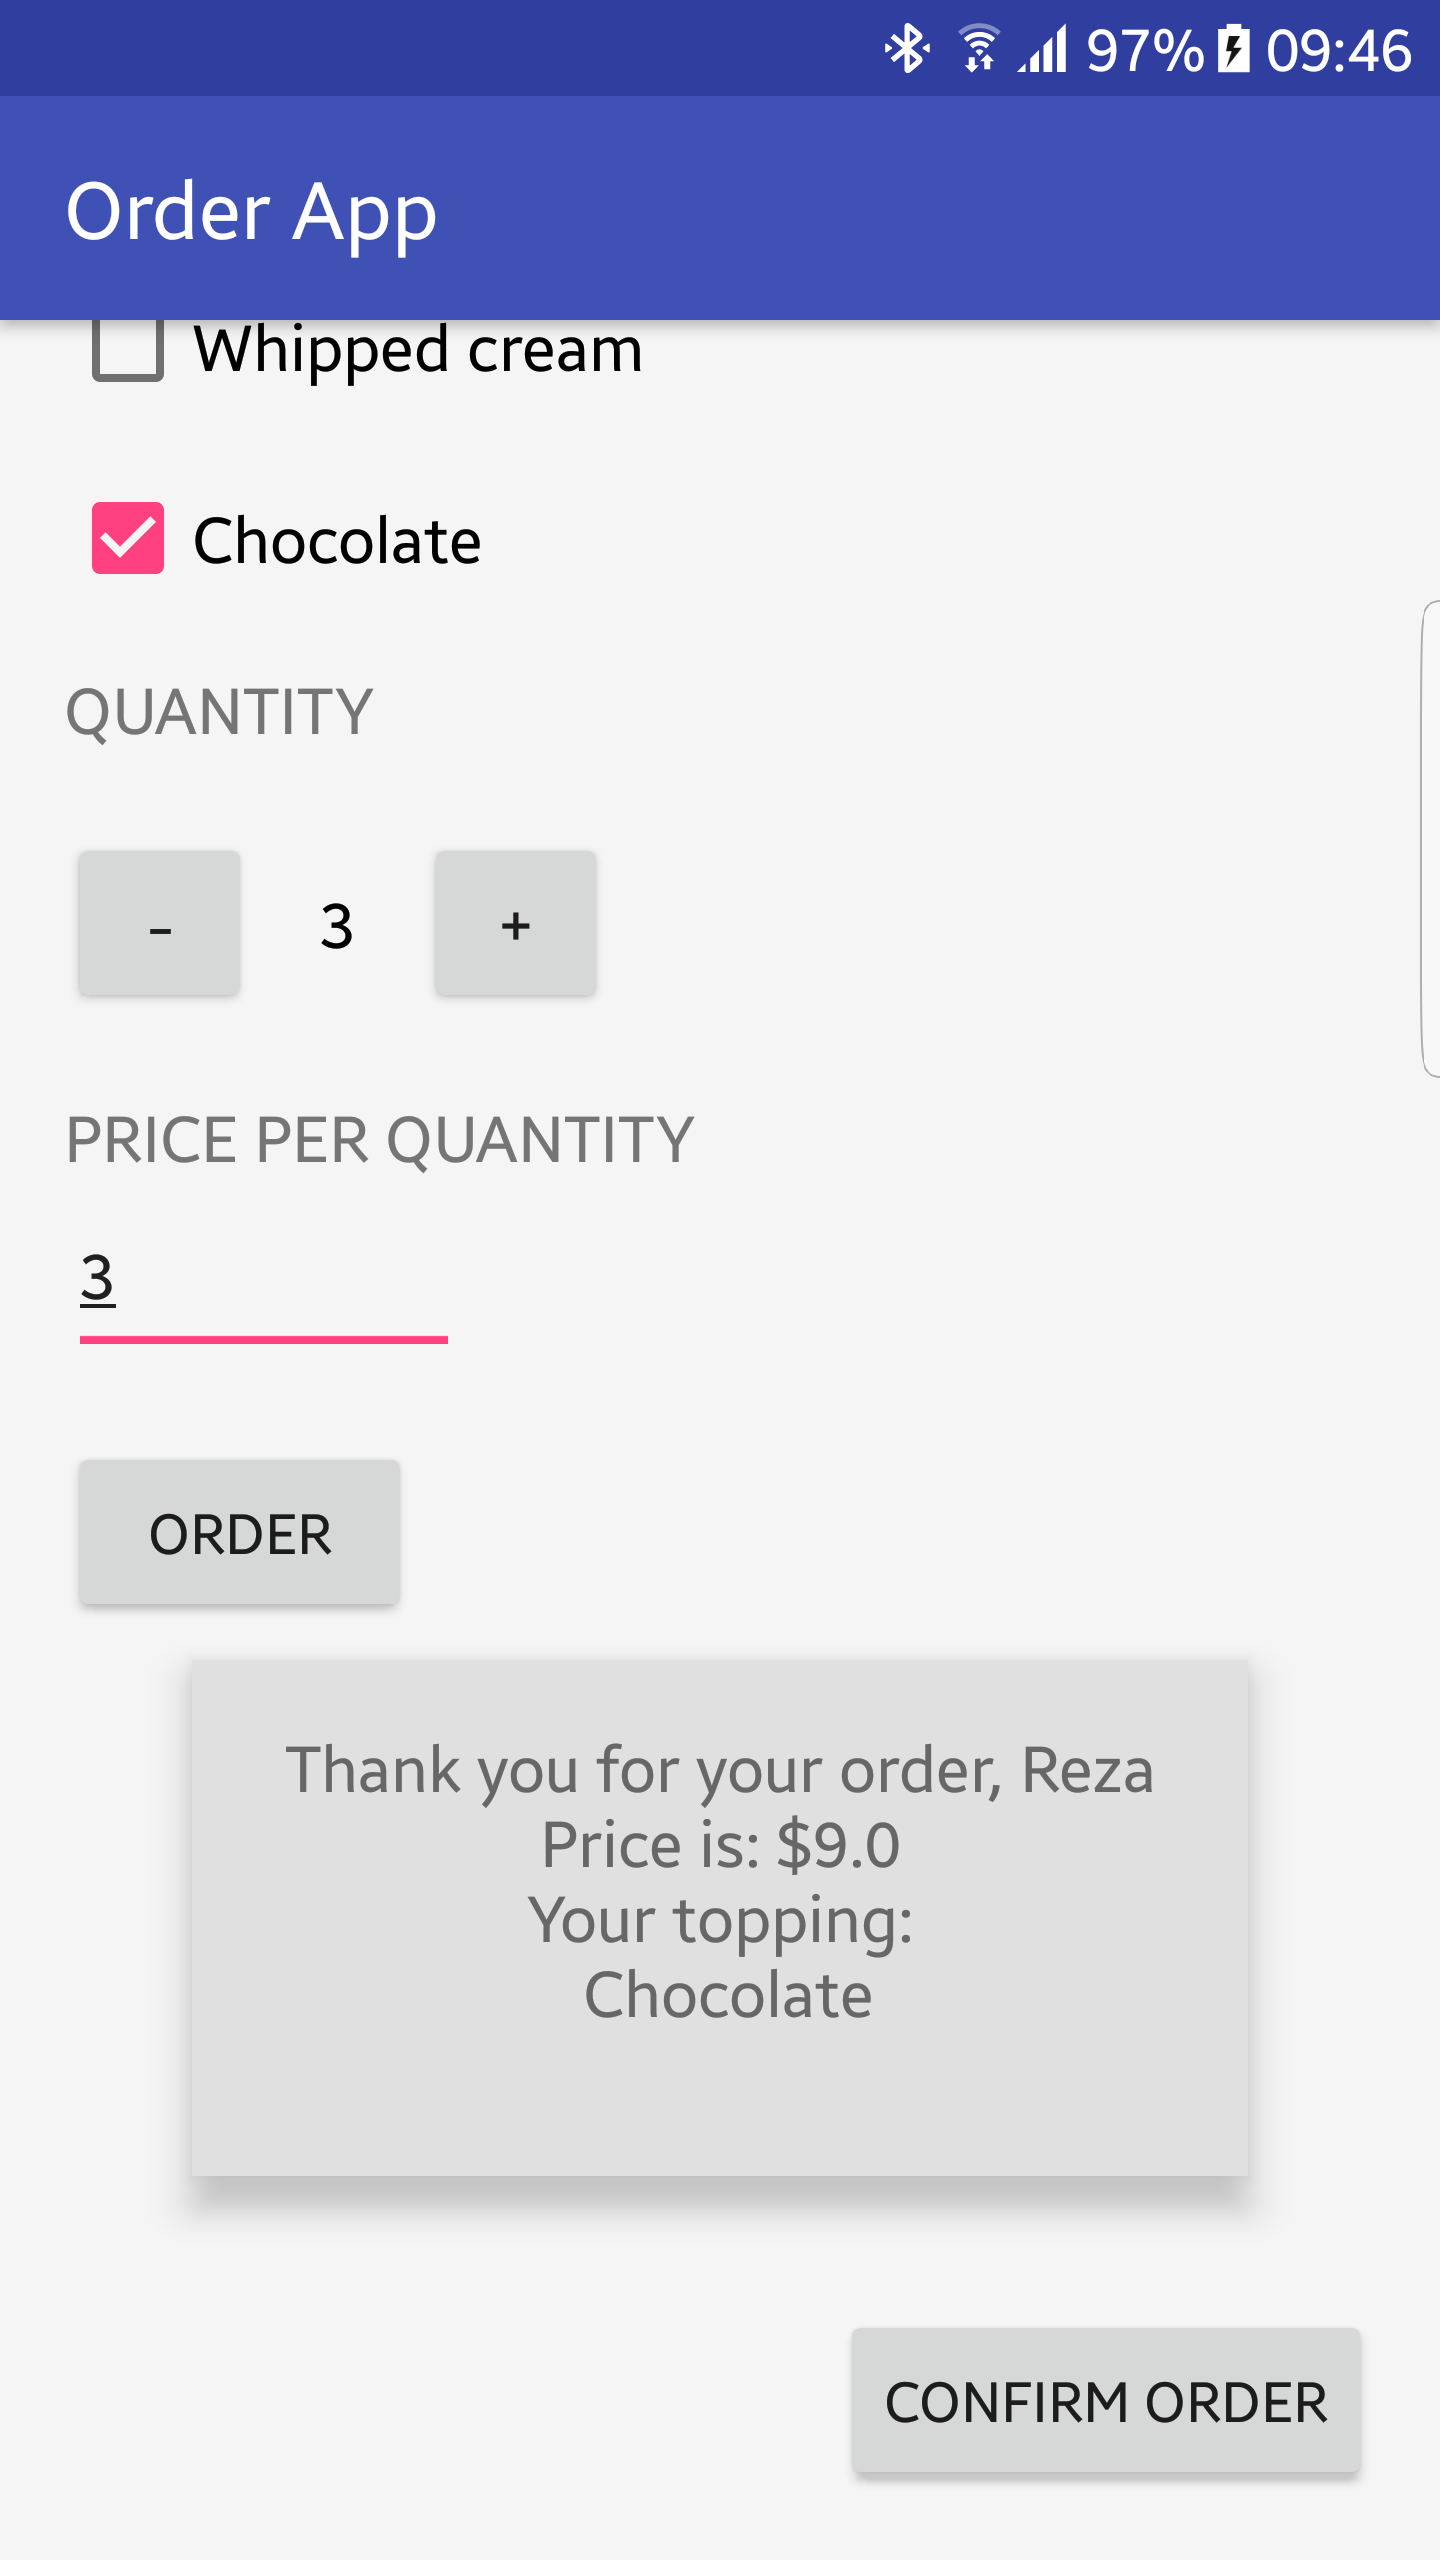 97% 09:46
Order App
Whipped cream
Chocolate
QUANTITY
- 3 +
PRICE PER QUANTITY
3
ORDER
Thank you for your order, Reza
Price is: $9.0
Your topping:
Chocolate
CONFIRM ORDER